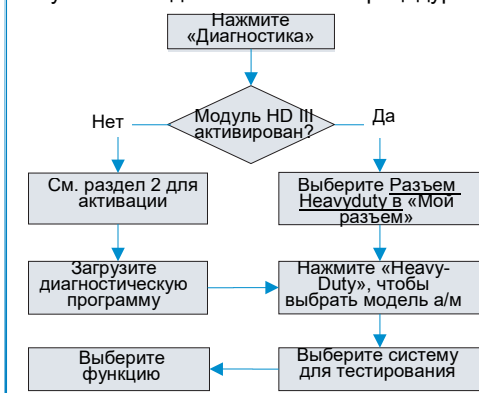 Нажмите
«Диагностика»
Модуль HD III
активирован?
Нет
Да
См. раздел 2 для
активации
Выберите Разъем
Heavyduty в «Мой
разъем»
Загрузите
диагностическую
программу
Нажмите «Heavy-
Duty», чтобы
выбрать модель а/м
Выберите
функцию
Выберите систему
для тестирования